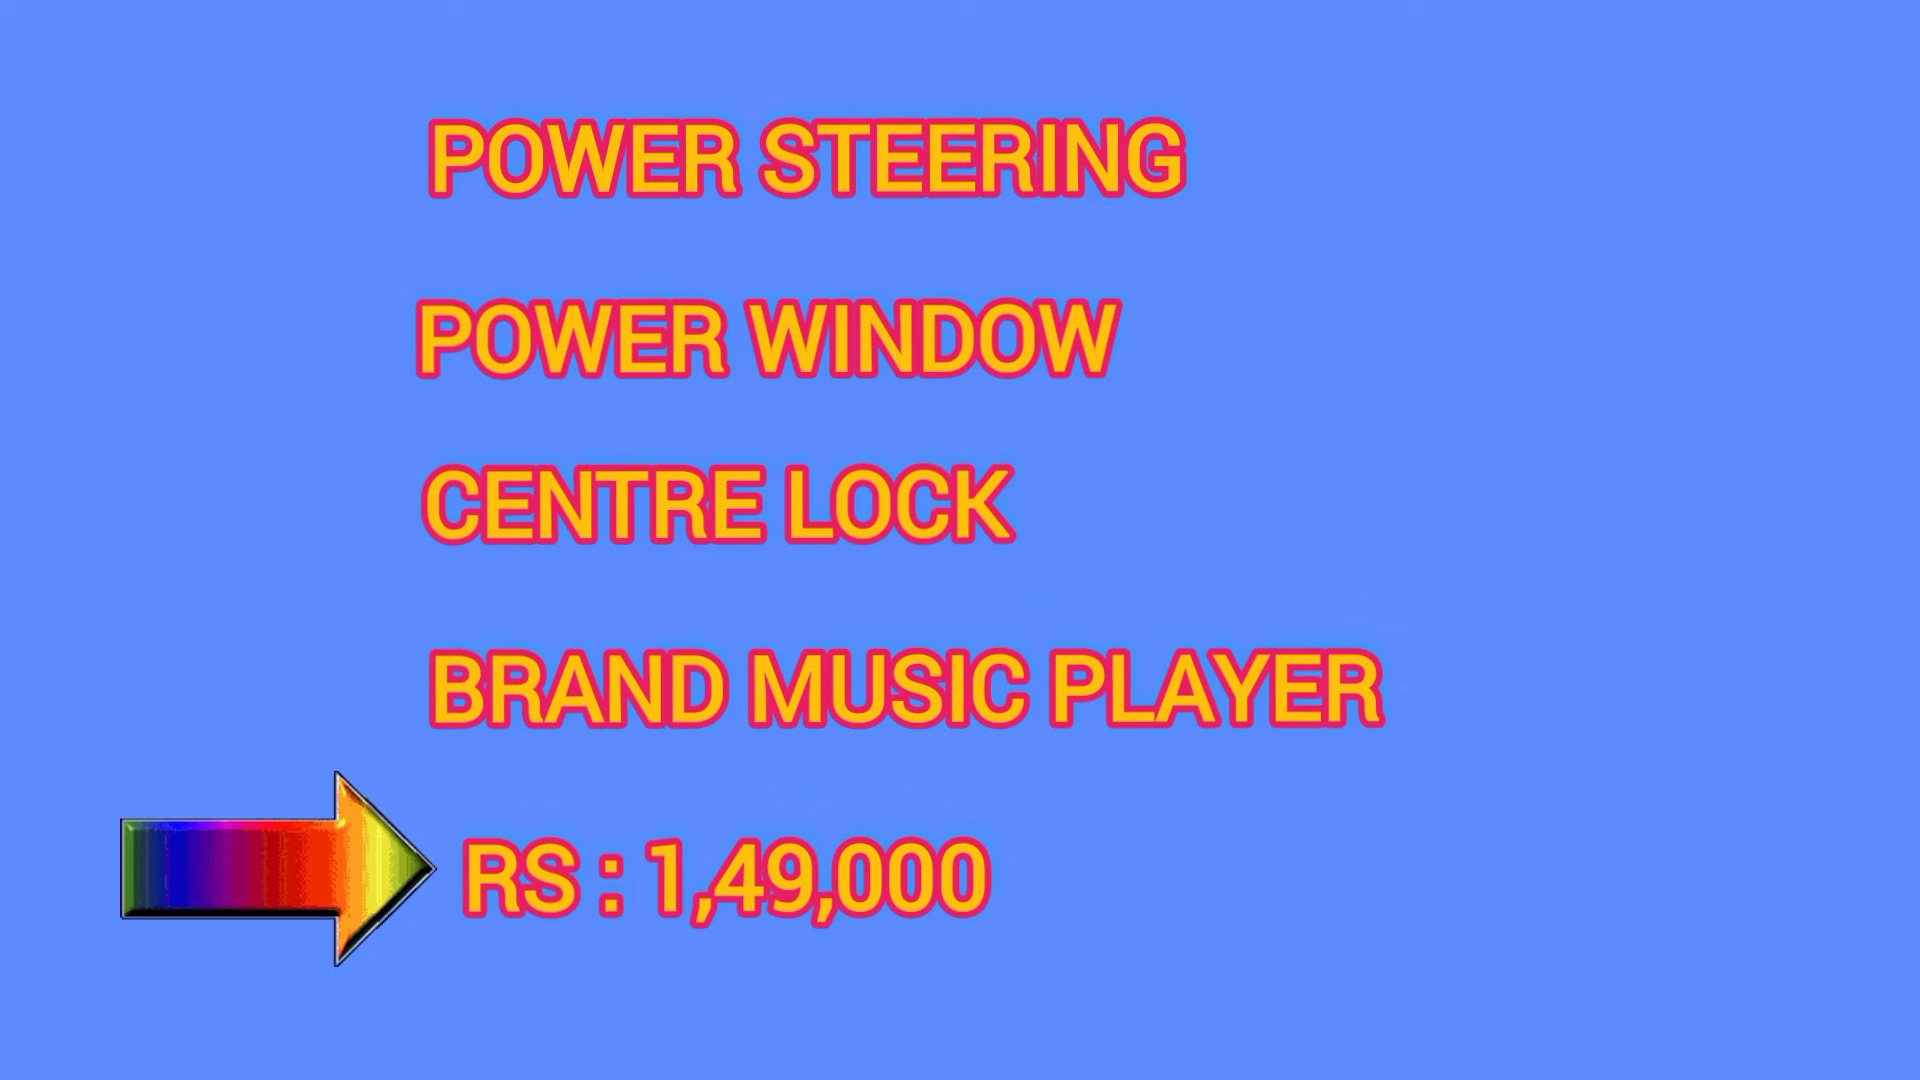 POWER STEERING
POWER WINDOW
CENTRE LOCK
BRAND MUSIC PLAYER
RS : 1,49,000